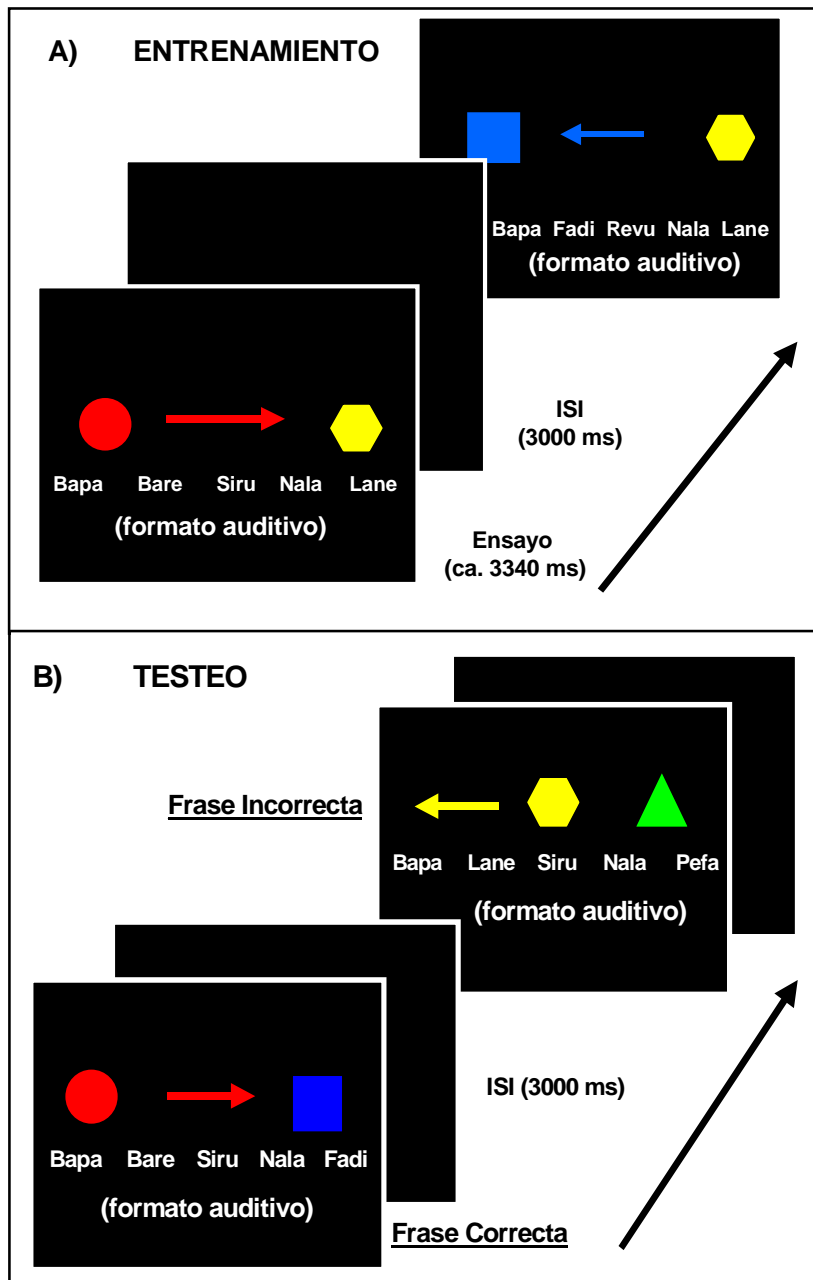 A) ENTRENAMIENTO
Bapa Fadi Revu Nala Lane
(formato auditivo)
Bapa Bare Siru Nala Lane
(formato auditivo)
ISI
(3000 ms)
Ensayo
(ca. 3340 ms)
B) TESTEO
Frase Incorrecta
Bapa Lane Siru Nala Pefa
(formato auditivo)
ISI (3000 ms)
Bapa Bare Siru Nala Fadi
(formato auditivo)
Frase Correcta